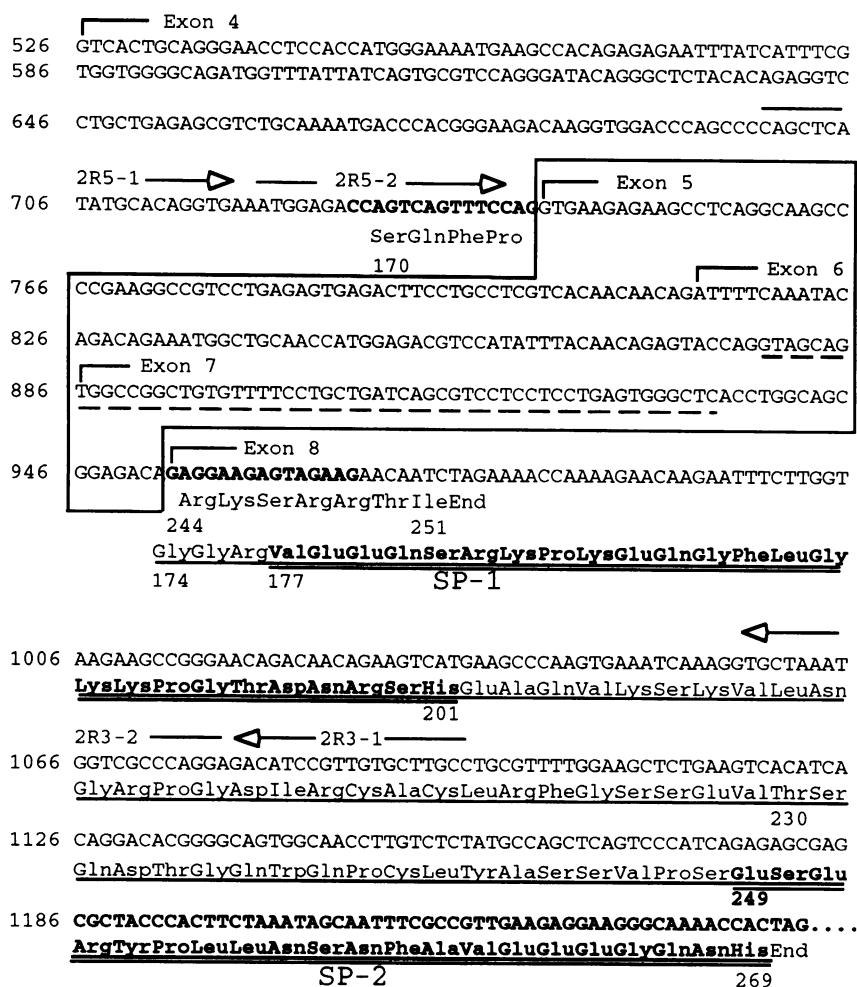 Exon 4
526 GTCACTGCAGGGAACCTCCACCATGGGAAAATGAAGCCACAGAGAGAATTTATCATTTCG
586 TGGTGGGGCAGATGGTTTATTATCAGTGCGTCCAGGGATACAGGGCTCTACACAGAGGTC
646 CTGCTGAGAGCGTCTGCAAAATGACCCACGGGAAGACAAGGTGGACCCAGCCCCAGCTCA
2R5-1 2R5-2 Exon 5
706 TATGCACAGGTGAAATGGAGACCAGTCAGTTTCCAGGTGAAGAGAAGCCTCAGGCAAGCC
SerGlnPhePro
170
Exon 6
766 CCGAAGGCCGTCCTGAGAGTGAGACTTCCTGCCTCGTCACAACAACAGATTTTCAAATAC
826 AGACAGAAATGGCTGCAACCATGGAGACGTCCATATTTACAACAGAGTACCAGGTAGCAG
Exon 7
886 TGGCCGGCTGTGTTTTCCTGCTGATCAGCGTCCTCCTCCTGAGTGGGCTCACCTGGCAGC
Exon 8
946 GGAGACAGAGGAAGAGTAGAAGAACAATCTAGAAAACCAAAAGAACAAGAATTTCTTGGT
ArgLysSerArgArgThrIleEnd
244 251
GlyGlyArgValGluGluGlnSerArgLysProLysGluGlnGlyPheLeuGly
174 177 SP-1
1006 AAGAAGCCGGGAACAGACAACAGAAGTCATGAAGCCCAAGTGAAATCAAAGGTGCTAAAT
LysLysProGlyThrAspAsnArgSerHisGluAlaGlnValLysSerLysValLeuAsn
201
2R3-2 2R3-1
1066 GGTCGCCCAGGAGACATCCGTTGTGCTTGCCTGCGTTTTGGAAGCTCTGAAGTCACATCA
GlyArgProGlyAspIleArgCysAlaCysLeuArgPheGlySerSerGluValThrSer
230
1126 CAGGACACGGGGCAGTGGCAACCTTGTCTCTATGCCAGCTCAGTCCCATCAGAGAGCGAG
GlnAspThrGlyGlnTrpGlnProCysLeuTyrAlaSerSerValProSerGluSerGlu
249
1186 CGCTACCCACTTCTAAATAGCAATTTCGCCGTTGAAGAGGAAGGGCAAAACCACTAG....
ArgTyrProLeuLeuAsnSerAsnPheAlaValGluGluGluGlyGlnAsnHisEnd
SP-2 269